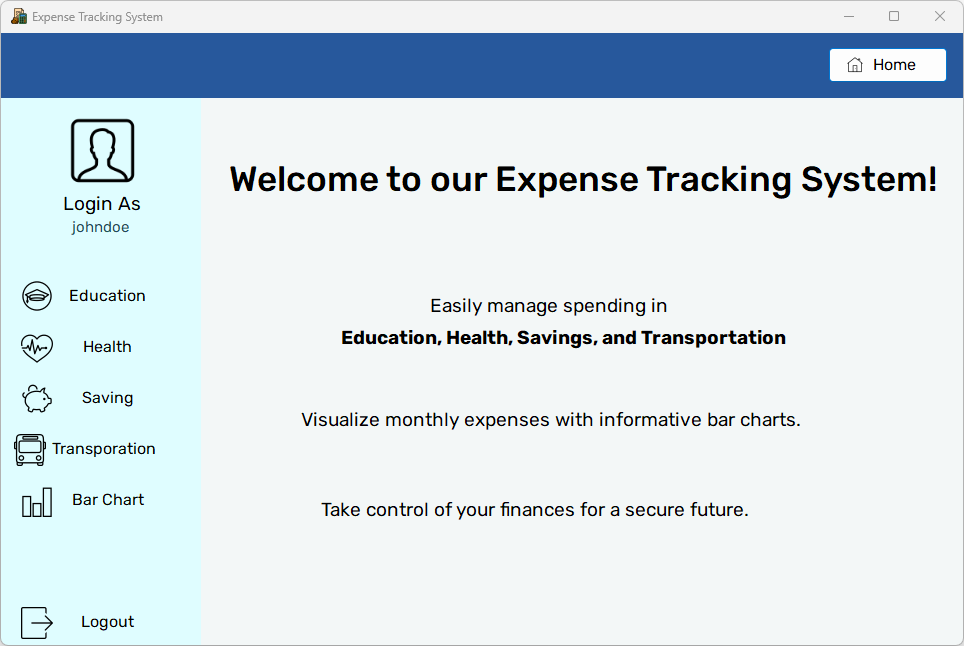 Expense Tracking System
Home
Login As
johndoe
Education
Health
Saving
Transporation
Bar Chart
Logout
Welcome to our Expense Tracking System!
Easily manage spending in
Education, Health, Savings, and Transportation
Visualize monthly expenses with informative bar charts.
Take control of your finances for a secure future.